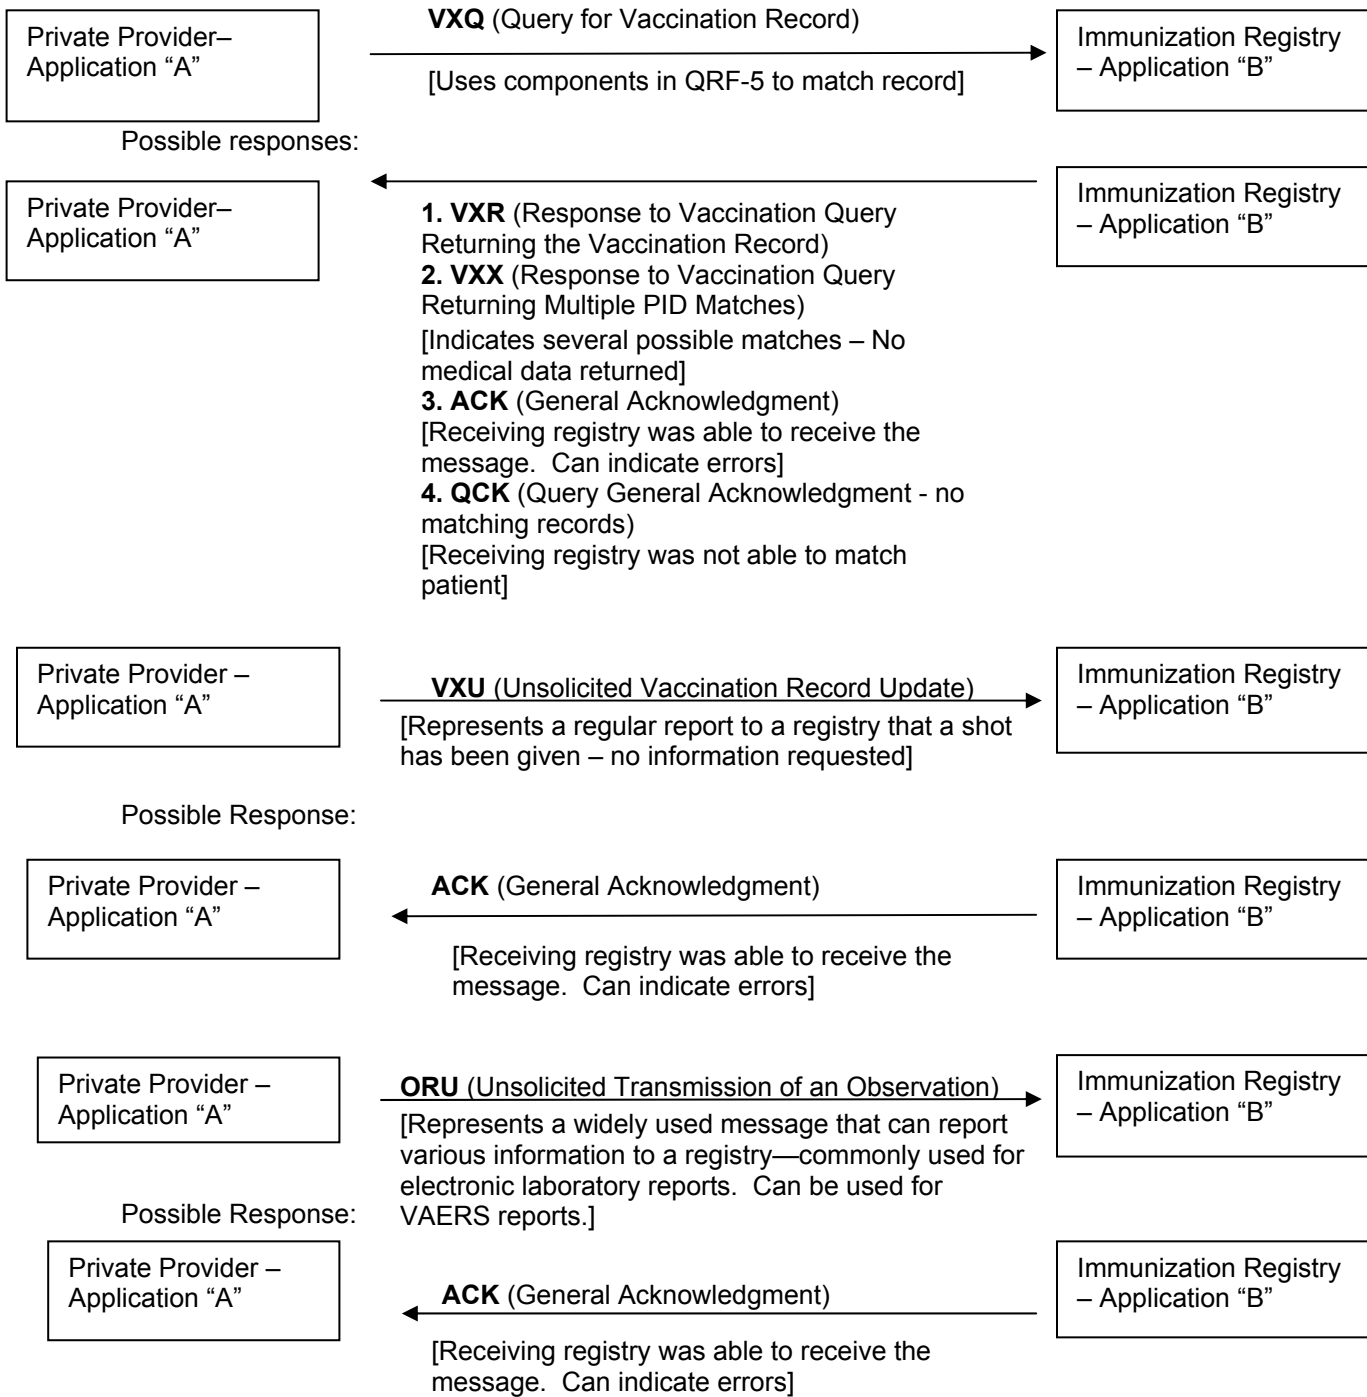 VXQ (Query for Vaccination Record)
Private Provider–
Application “A”
Immunization Registry
– Application “B”
[Uses components in QRF-5 to match record]
Possible responses:
Private Provider–
Application “A”
Immunization Registry
– Application “B”
1. VXR (Response to Vaccination Query
Returning the Vaccination Record)
2. VXX (Response to Vaccination Query
Returning Multiple PID Matches)
[Indicates several possible matches – No
medical data returned]
3. ACK (General Acknowledgment)
[Receiving registry was able to receive the
message.  Can indicate errors]
4. QCK (Query General Acknowledgment - no
matching records)
[Receiving registry was not able to match
patient]
Private Provider –
Application “A”
VXU (Unsolicited Vaccination Record Update)
Immunization Registry
– Application “B”
[Represents a regular report to a registry that a shot
has been given – no information requested]
Possible Response:
Private Provider –
Application “A”
ACK (General Acknowledgment)
Immunization Registry
– Application “B”
[Receiving registry was able to receive the
message.  Can indicate errors]
Private Provider –
Application “A”
ORU (Unsolicited Transmission of an Observation)
Immunization Registry
– Application “B”
[Represents a widely used message that can report
various information to a registry—commonly used for
electronic laboratory reports.  Can be used for
VAERS reports.]
Possible Response:
Private Provider –
Application “A”
ACK (General Acknowledgment)
Immunization Registry
– Application “B”
[Receiving registry was able to receive the
message.  Can indicate errors]